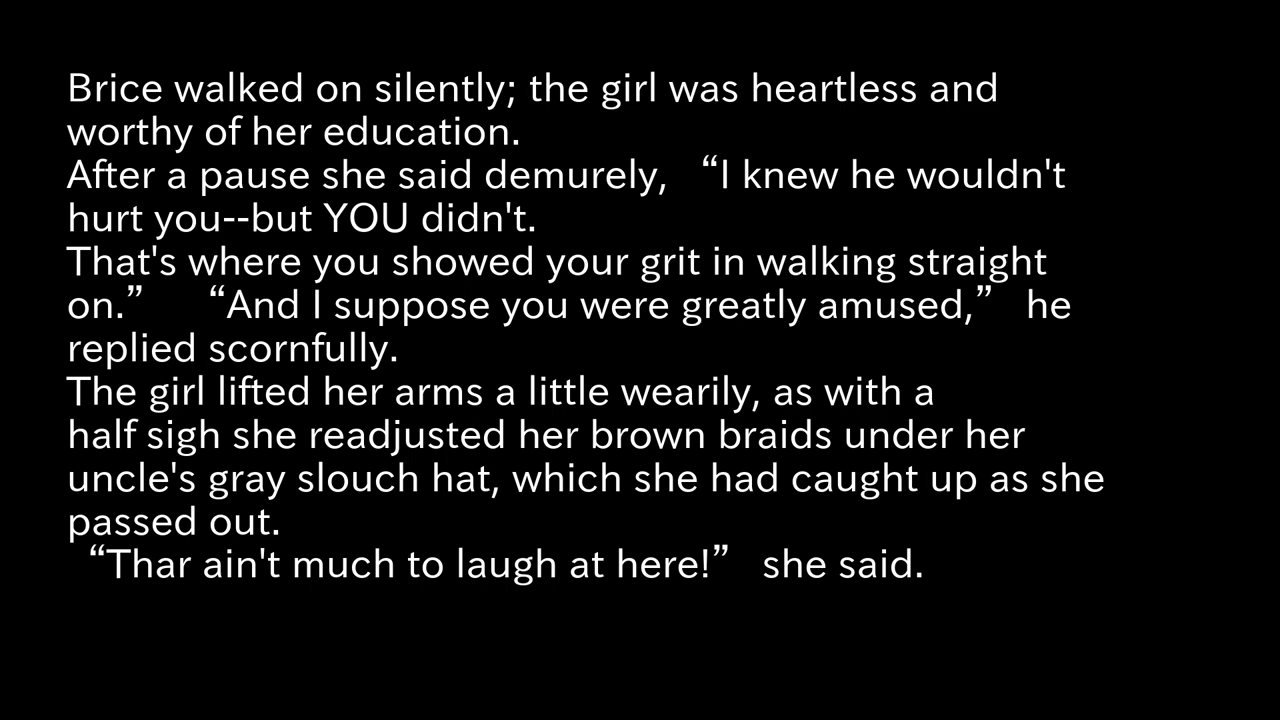 Brice walked on silently; the girl was heartless and
worthy of her education.
After a pause she said demurely, “I knew he wouldn't
hurt you--but YOU didn't.
That's where you showed your grit in walking straight
on.” “And I suppose you were greatly amused,” he
replied scornfully.
The girl lifted her arms a little wearily, as with a
half sigh she readjusted her brown braids under her
uncle's gray slouch hat, which she had caught up as she
passed out.
“Thar ain't much to laugh at here!” she said.